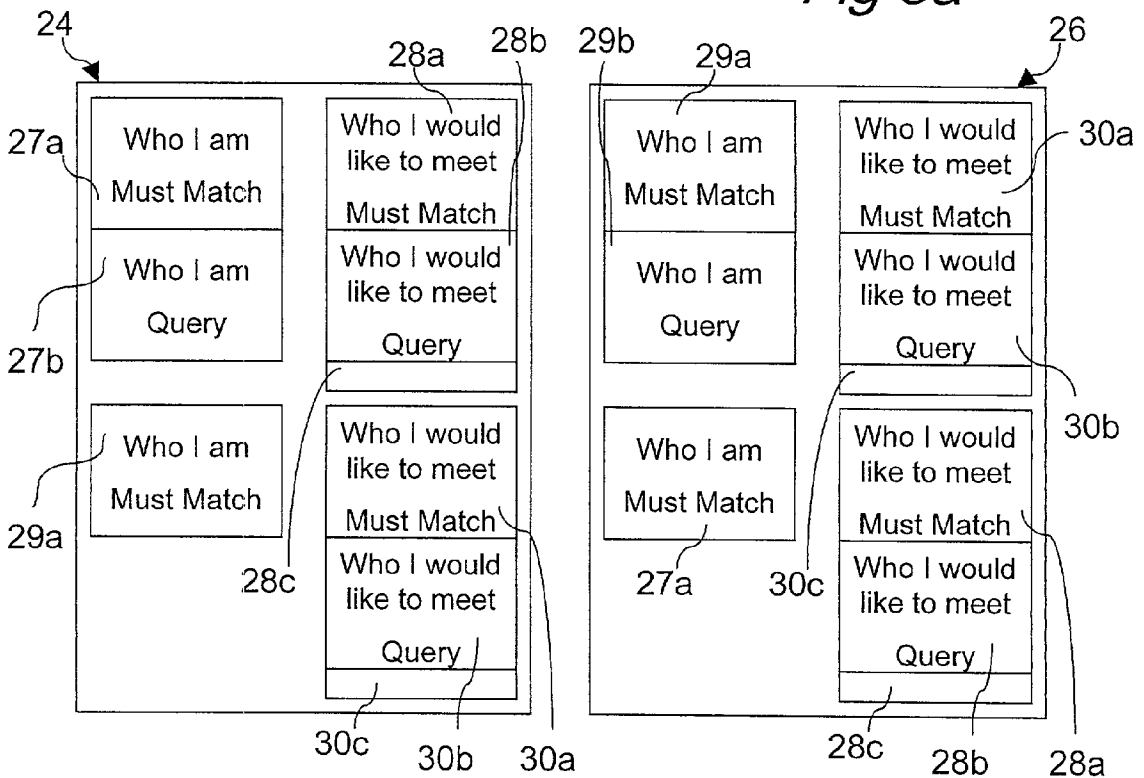 Fig
24
28a
28b
29b
29a
26
27a
Who I am
Must Match
Who I would
like to meet
Must Match
Who I am
Must Match
Who I would
like to meet
Must Match
30a
27b
Who I am
Query
Who I would
like to meet
Query
Who I am
Query
Who I would
like to meet
Query
30b
29a
Who I am
Must Match
28c
Who I would
like to meet
Must Match
Who I am
Must Match
27a
30c
Who I would
like to meet
Must Match
Who I would
like to meet
Query
Who I would
like to meet
Query
30c
30b
30a
28c
28b
28a